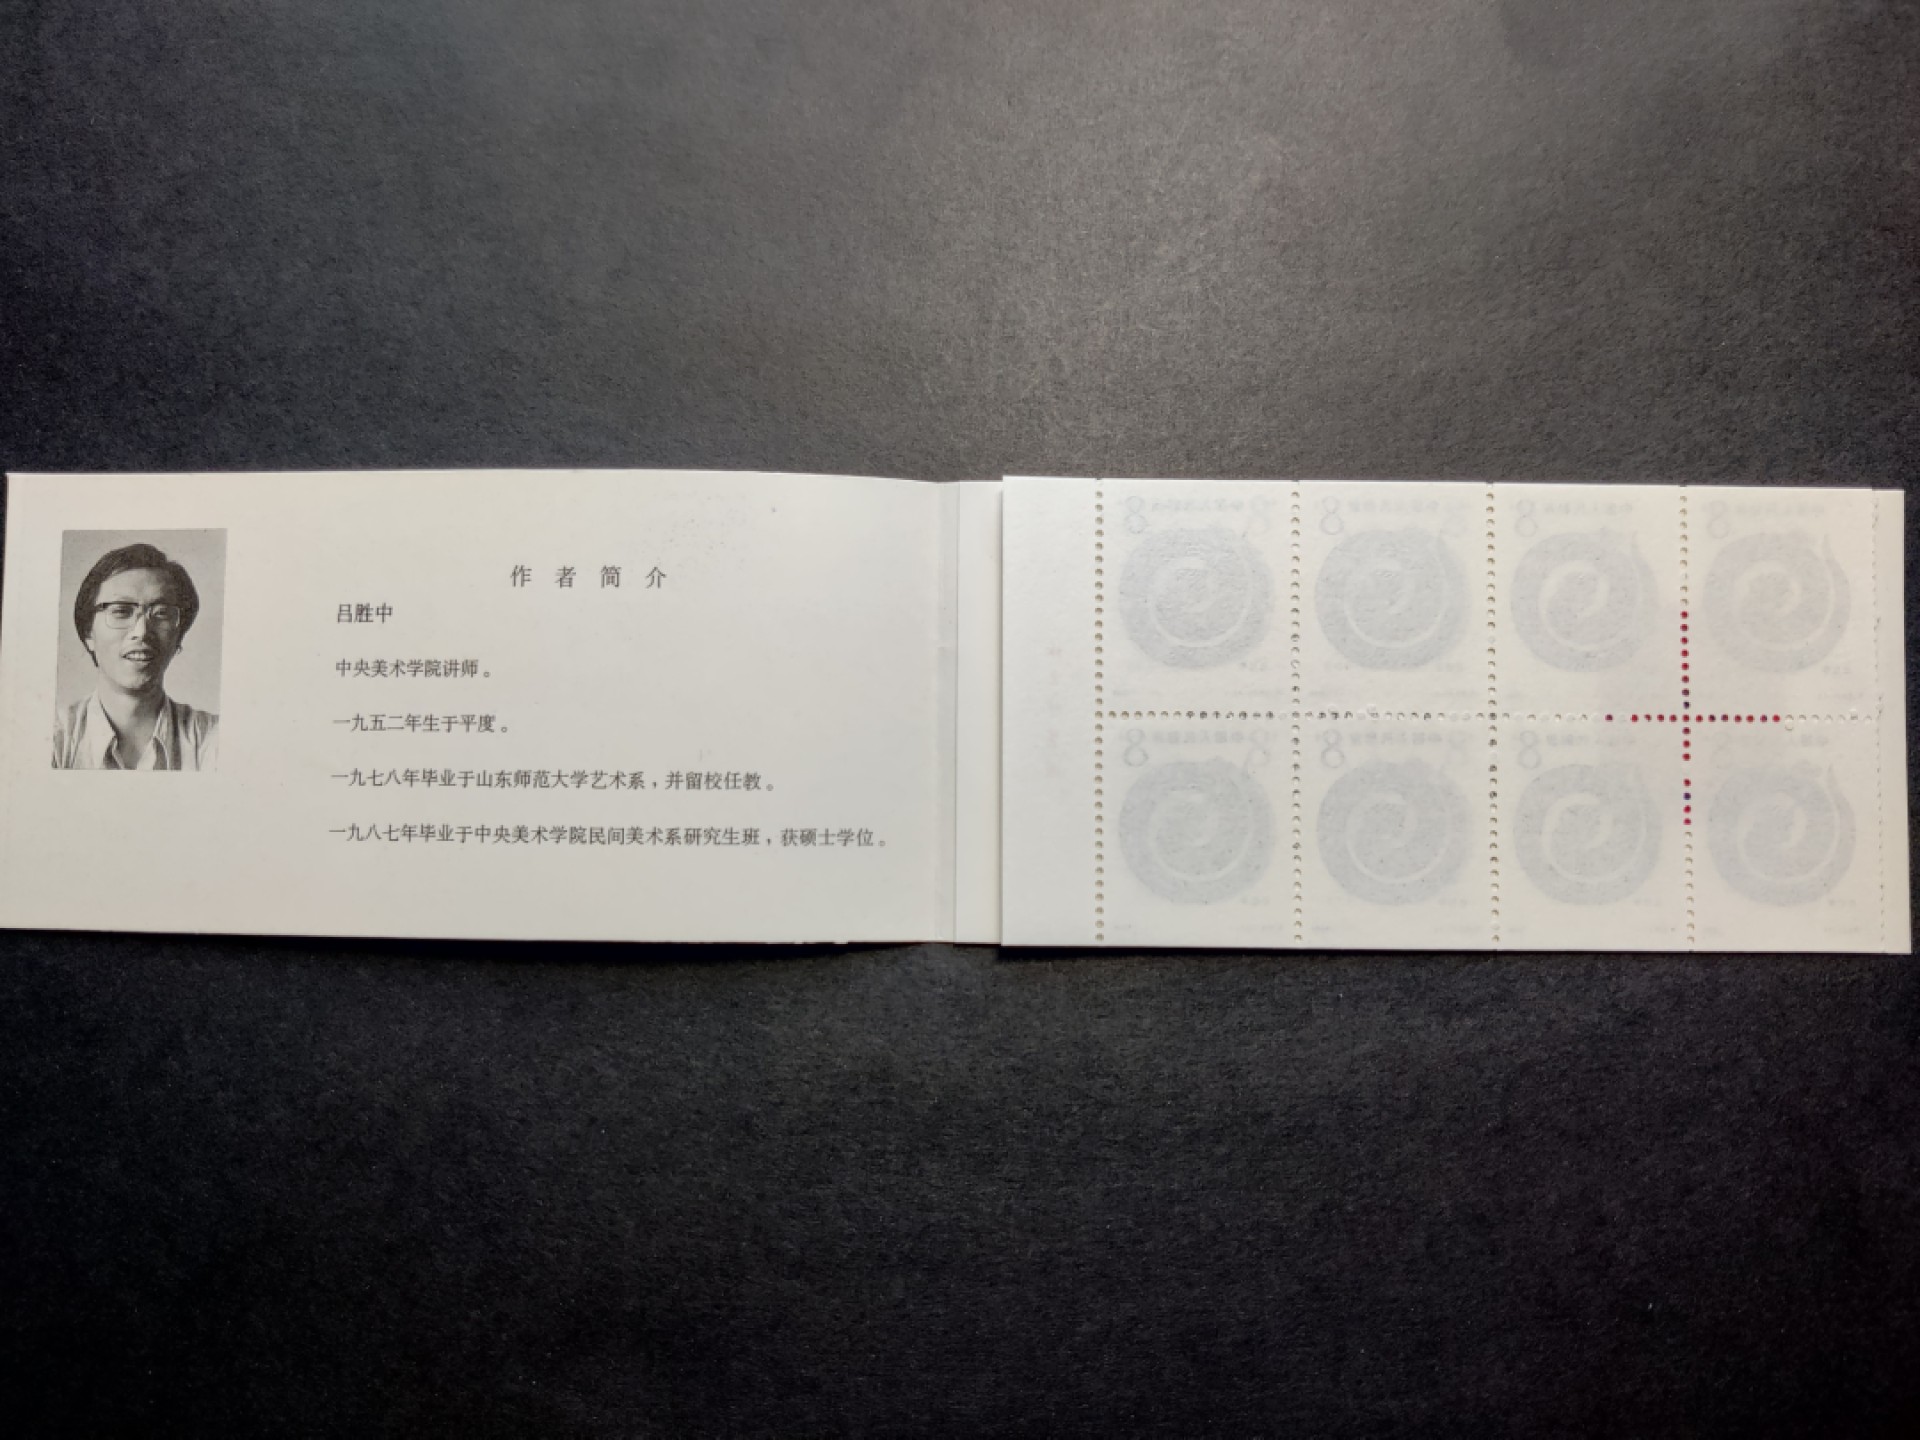 作者简介
吕胜中
中央美术学院讲师。
一九五二年生于平度。
一九七八年毕业于山东师范大学艺术系，并留校任教。
一九八七年毕业于中央美术学院民间美术系研究生班，获硕士学位。